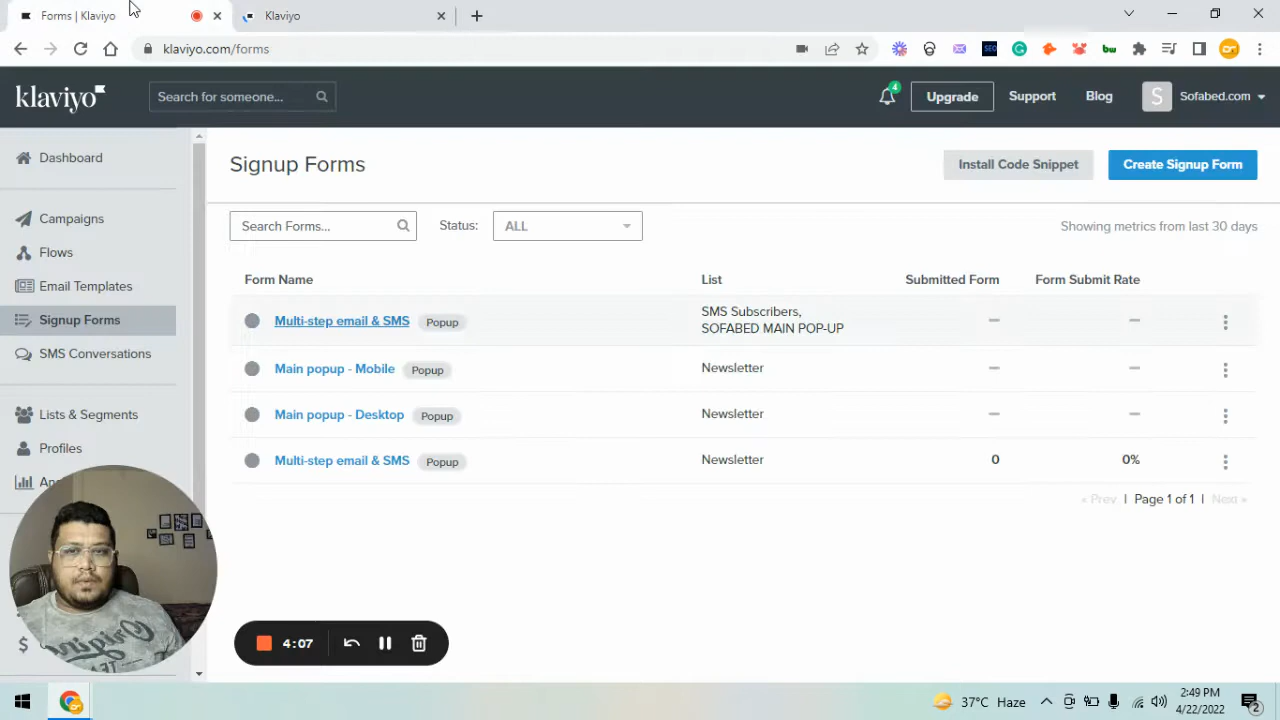 Forms | Klaviyo
Klaviyo
klaviyo.com/forms
SEO
bw
klaviyo
Search for someone...
4
Upgrade
Support
Blog
S
Sofabed.com
Dashboard
Campaigns
Flows
Email Templates
Signup Forms
SMS Conversations
Lists & Segments
Profiles
Signup Forms
Install Code Snippet
Create Signup Form
Search Forms...
Status:
ALL
Showing metrics from last 30 days
Form Name
List
Submitted Form
Form Submit Rate
Multi-step email & SMS
Popup
SMS Subscribers,
SOFABED MAIN POP-UP
Main popup - Mobile
Popup
Newsletter
Main popup - Desktop
Popup
Newsletter
Multi-step email & SMS
Popup
Newsletter
0
0%
« Prev | Page 1 of 1 | Next »
4:07
37°C Haze
2:49 PM
4/22/2022
2